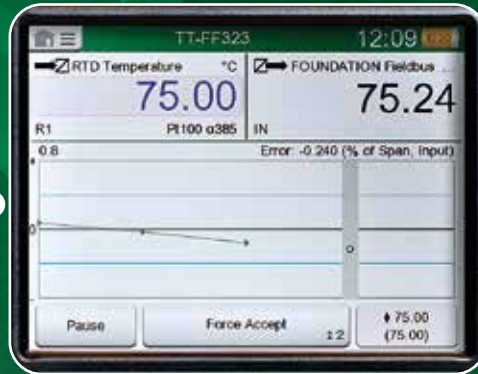 TT-FF323 12:09
RTD Temperature °C FOUNDATION Fieldbus ...
75.00 75.24
R1 Pt100 α385 IN
0.8 Error: -0.240 (% of Span, Input)
0
Pause Force Accept 1 2 75.00
(75.00)